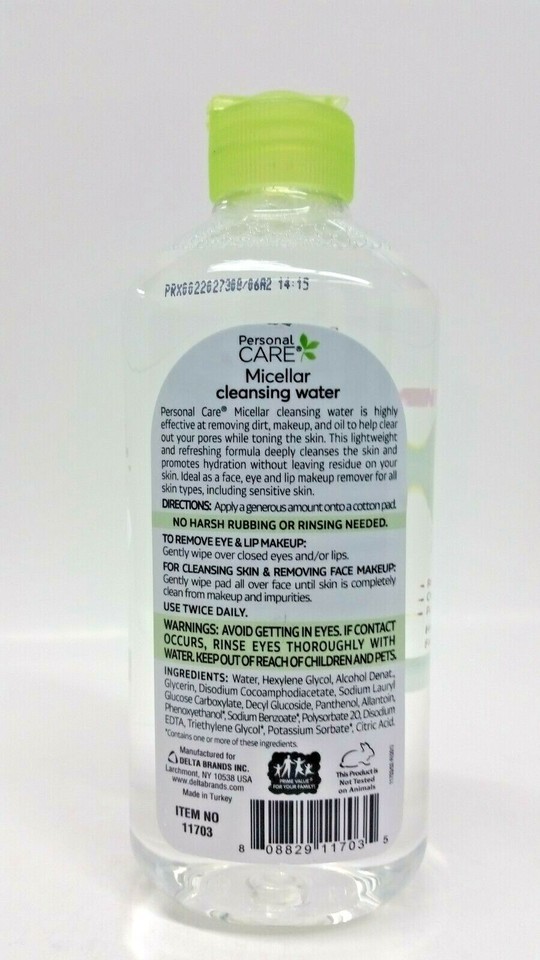 Personal
CARE®
Micellar
cleansing water
Personal Care® Micellar cleansing water is highly
effective at removing dirt, makeup, and oil to help clear
out your pores while toning the skin. This lightweight
and refreshing formula deeply cleanses the skin and
promotes hydration without leaving residue on your
skin. Ideal as a face, eye and lip makeup remover for all
skin types, including sensitive skin.
DIRECTIONS: Apply a generous amount onto a cotton pad.
NO HARSH RUBBING OR RINSING NEEDED.
TO REMOVE EYE & LIP MAKEUP:
Gently wipe over closed eyes and/or lips.
FOR CLEANSING SKIN & REMOVING FACE MAKEUP:
Gently wipe pad all over face until skin is completely
clean from makeup and impurities.
USE TWICE DAILY.
WARNINGS: AVOID GETTING IN EYES. IF CONTACT
OCCURS, RINSE EYES THOROUGHLY WITH
WATER. KEEP OUT OF REACH OF CHILDREN AND PETS.
INGREDIENTS: Water, Hexylene Glycol, Alcohol Denat.,
Glycerin, Disodium Cocoamphodiacetate, Sodium Lauryl
Glucose Carboxylate, Decyl Glucoside, Panthenol, Allantoin,
Phenoxyethanol*, Sodium Benzoate*, Polysorbate 20, Disodium
EDTA, Triethylene Glycol*, Potassium Sorbate*, Citric Acid.
*Contains one or more of these ingredients.
Manufactured for
DELTA BRANDS INC.
Larchmont, NY 10538 USA
www.deltabrands.com
Made in Turkey
ITEM NO
11703
PRIME VALUE
FOR YOUR FAMILY!
This Product is
Not Tested
on Animals
8 08829 11703 5